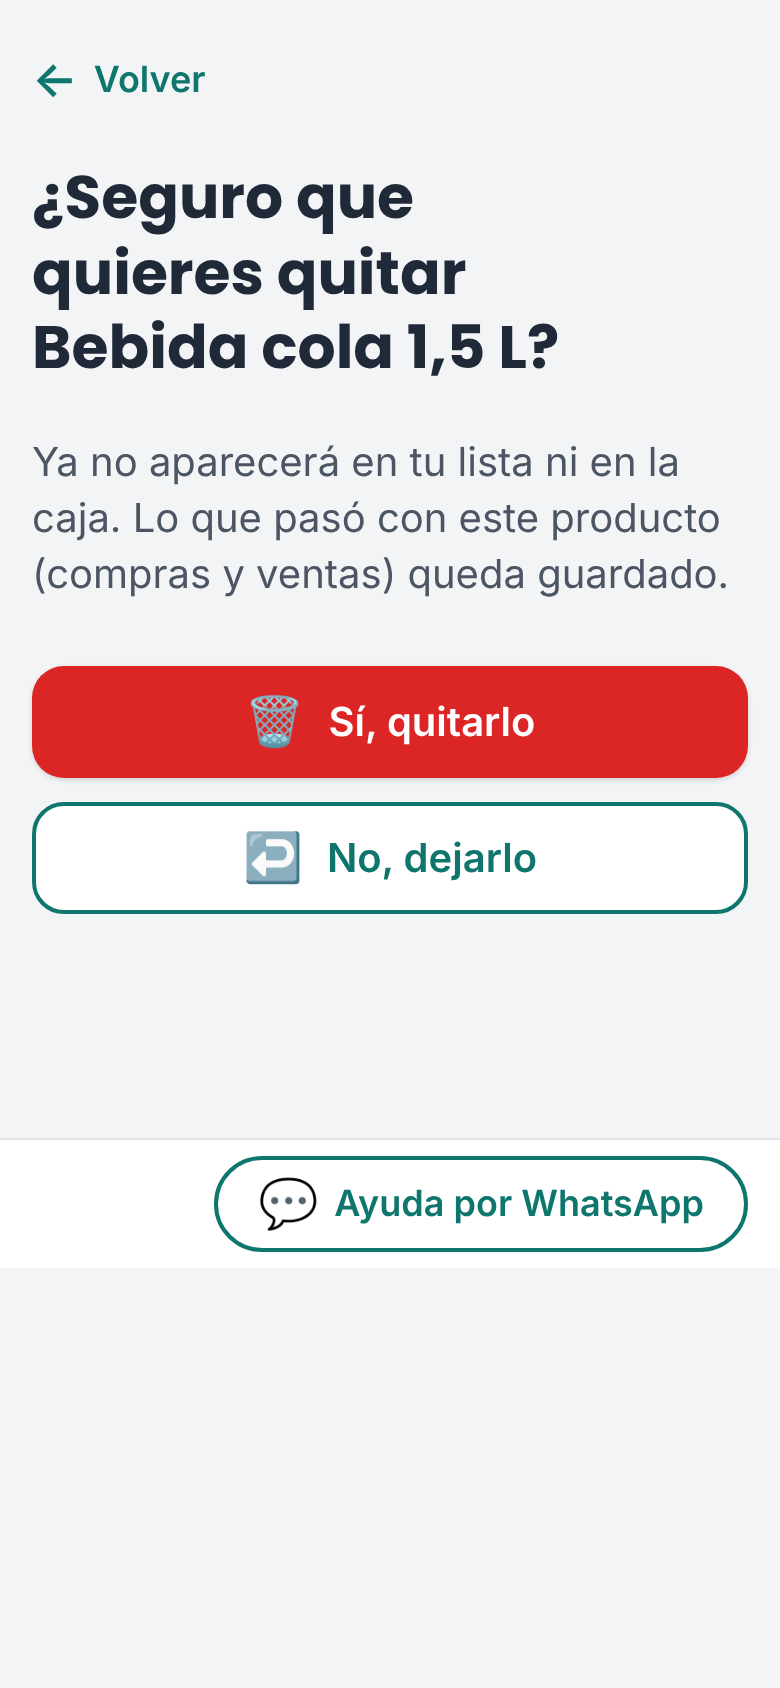 Volver
¿Seguro que
quieres quitar
Bebida cola 1,5 L?
Ya no aparecerá en tu lista ni en la
caja. Lo que pasó con este producto
(compras y ventas) queda guardado.
Sí, quitarlo
No, dejarlo
Ayuda por WhatsApp